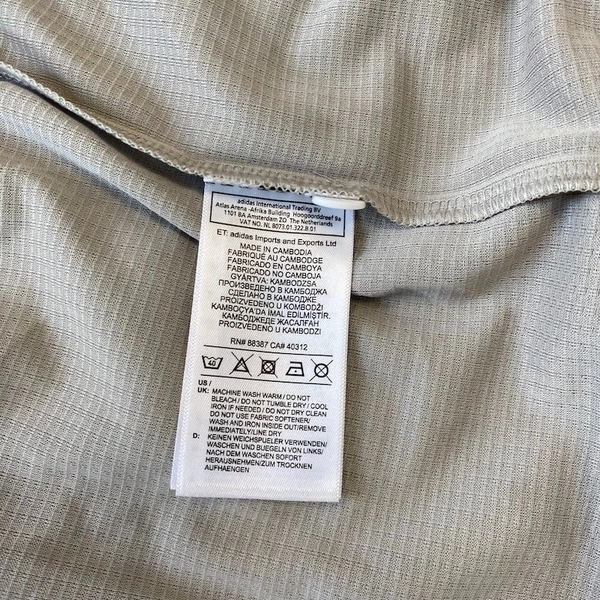 adidas International Trading BV
Atlas Arena -Afrika Building Hoogoorddreef 9a
1101 BA Amsterdam ZO The Netherlands
VAT NO. NL 8073.01.322.B.01
ET: adidas Imports and Exports Ltd
MADE IN CAMBODIA
FABRIQUÉ AU CAMBODGE
FABRICADO EN CAMBOYA
FABRICADO NO CAMBOJA
GYÁRTVA: KAMBODZSA
ПРОИЗВЕДЕНО В КАМБОДЖА
СДЕЛАНО В КАМБОДЖЕ
PROIZVEDENO U KOMBODŽI
KAMBOÇYA'DA İMAL EDİLMİŞTİR.
КАМБОДЖЕДЕ ЖАСАЛҒАН
PROIZVEDENO U KAMBODZI
RN# 88387 CA# 40312
40
US /
UK: MACHINE WASH WARM / DO NOT
BLEACH / DO NOT TUMBLE DRY / COOL
IRON IF NEEDED / DO NOT DRY CLEAN
DO NOT USE FABRIC SOFTENER/
WASH AND IRON INSIDE OUT/REMOVE
IMMEDIATELY/LINE DRY
D: KEINEN WEICHSPUELER VERWENDEN/
WASCHEN UND BUEGELN VON LINKS/
NACH DEM WASCHEN SOFORT
HERAUSNEHMEN/ZUM TROCKNEN
AUFHAENGEN